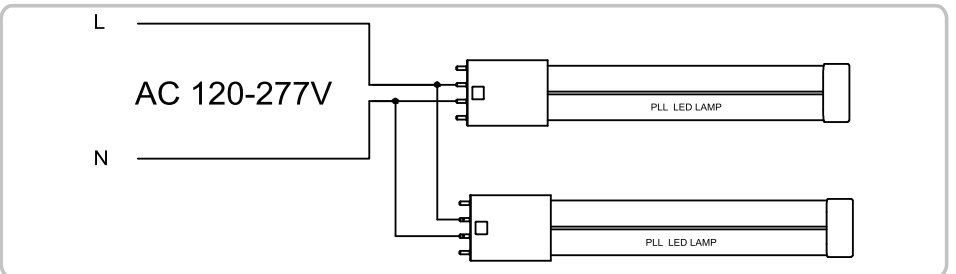 L
AC 120-277V
PLL LED LAMP
N
PLL LED LAMP